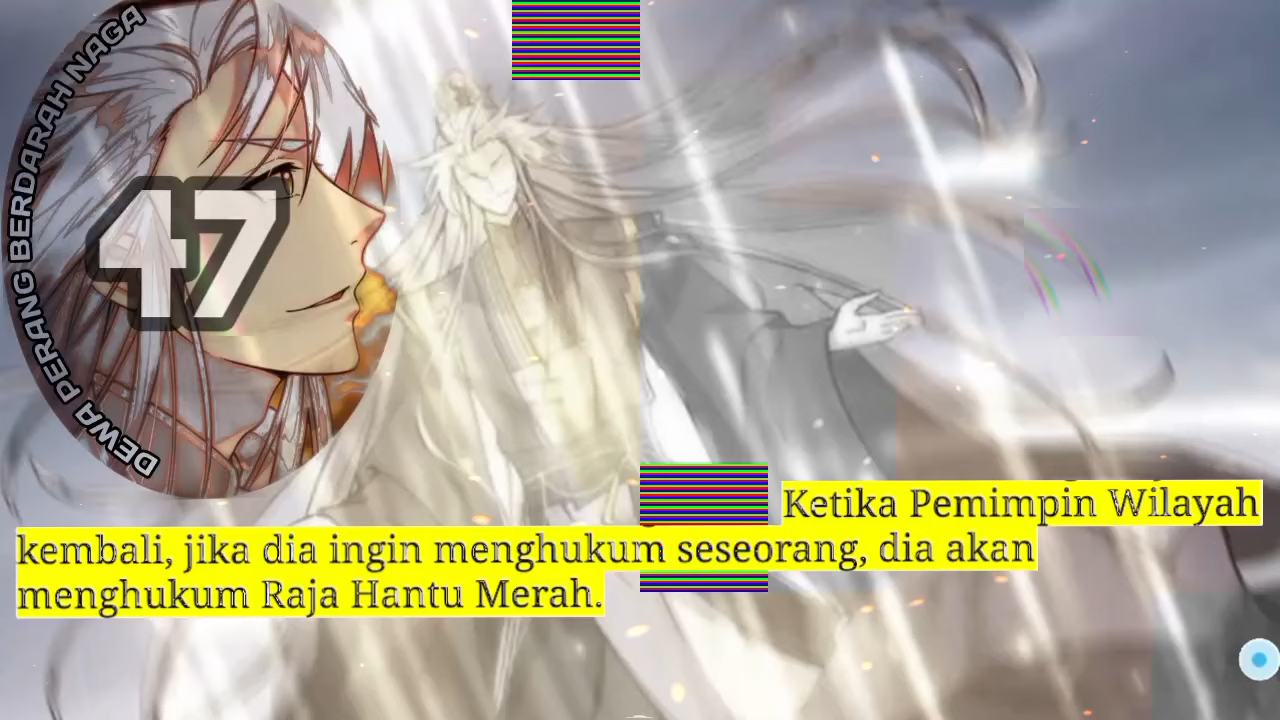 DEWA PERANG BERDARAH NAGA
47
Ketika Pemimpin Wilayah
kembali, jika dia ingin menghukum seseorang, dia akan
menghukum Raja Hantu Merah.